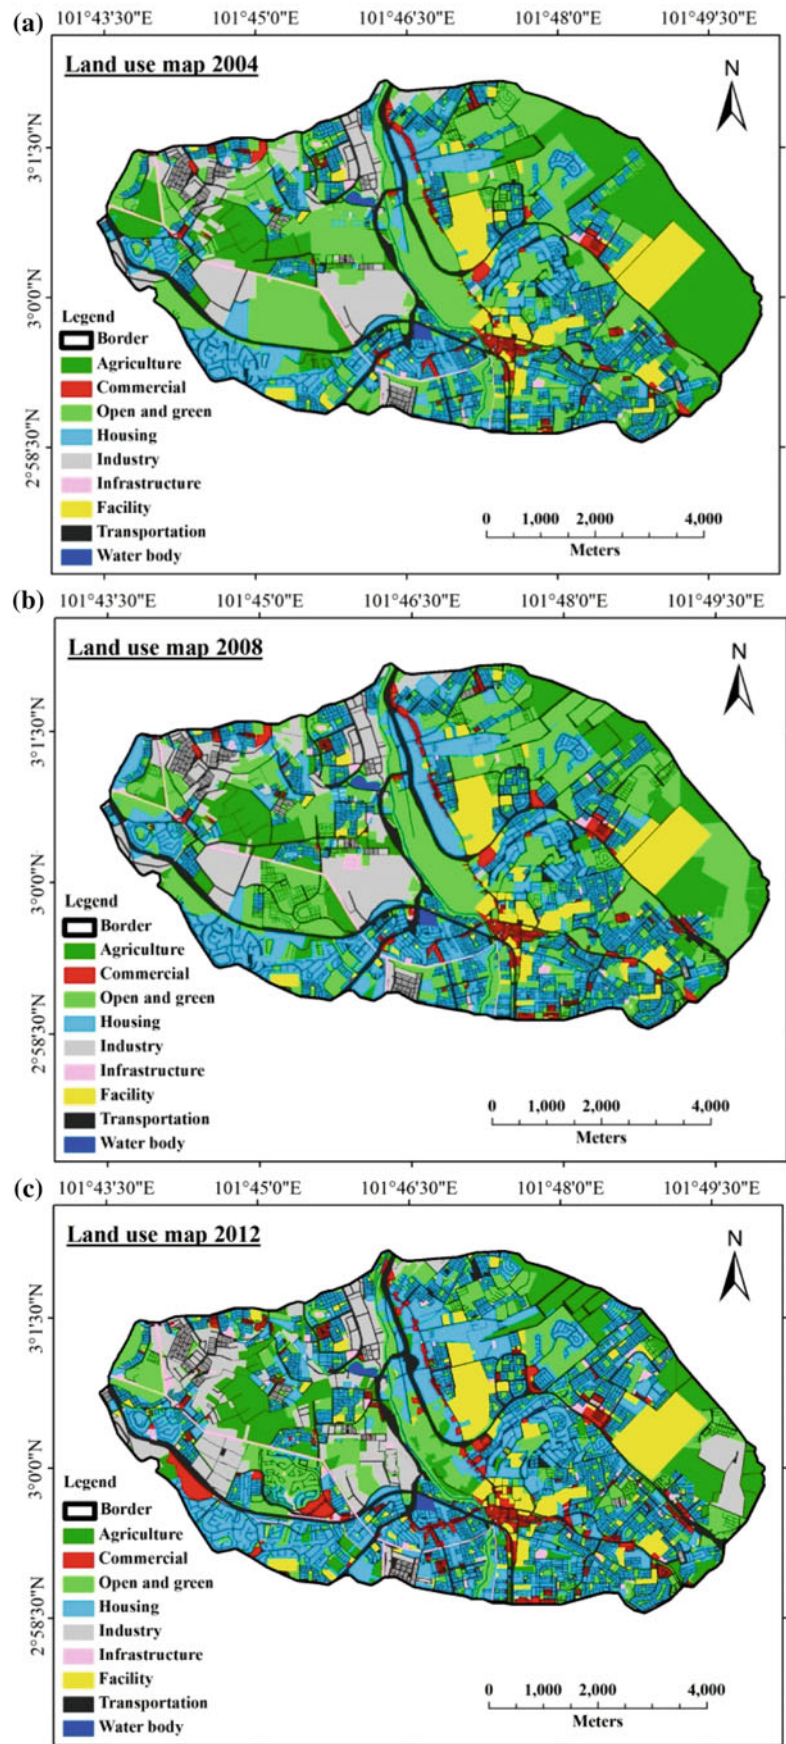 (a)
101°43'30"E 101°45'0"E 101°46'30"E 101°48'0"E 101°49'30"E
Land use map 2004
N
3°1'30"N
3°0'0"N
2°58'30"N
Legend
Border
Agriculture
Commercial
Open and green
Housing
Industry
Infrastructure
Facility
Transportation
Water body
0 1,000 2,000 4,000
Meters
(b)
101°43'30"E 101°45'0"E 101°46'30"E 101°48'0"E 101°49'30"E
Land use map 2008
N
3°1'30"N
3°0'0"N
2°58'30"N
Legend
Border
Agriculture
Commercial
Open and green
Housing
Industry
Infrastructure
Facility
Transportation
Water body
0 1,000 2,000 4,000
Meters
(c)
101°43'30"E 101°45'0"E 101°46'30"E 101°48'0"E 101°49'30"E
Land use map 2012
N
3°1'30"N
3°0'0"N
2°58'30"N
Legend
Border
Agriculture
Commercial
Open and green
Housing
Industry
Infrastructure
Facility
Transportation
Water body
0 1,000 2,000 4,000
Meters